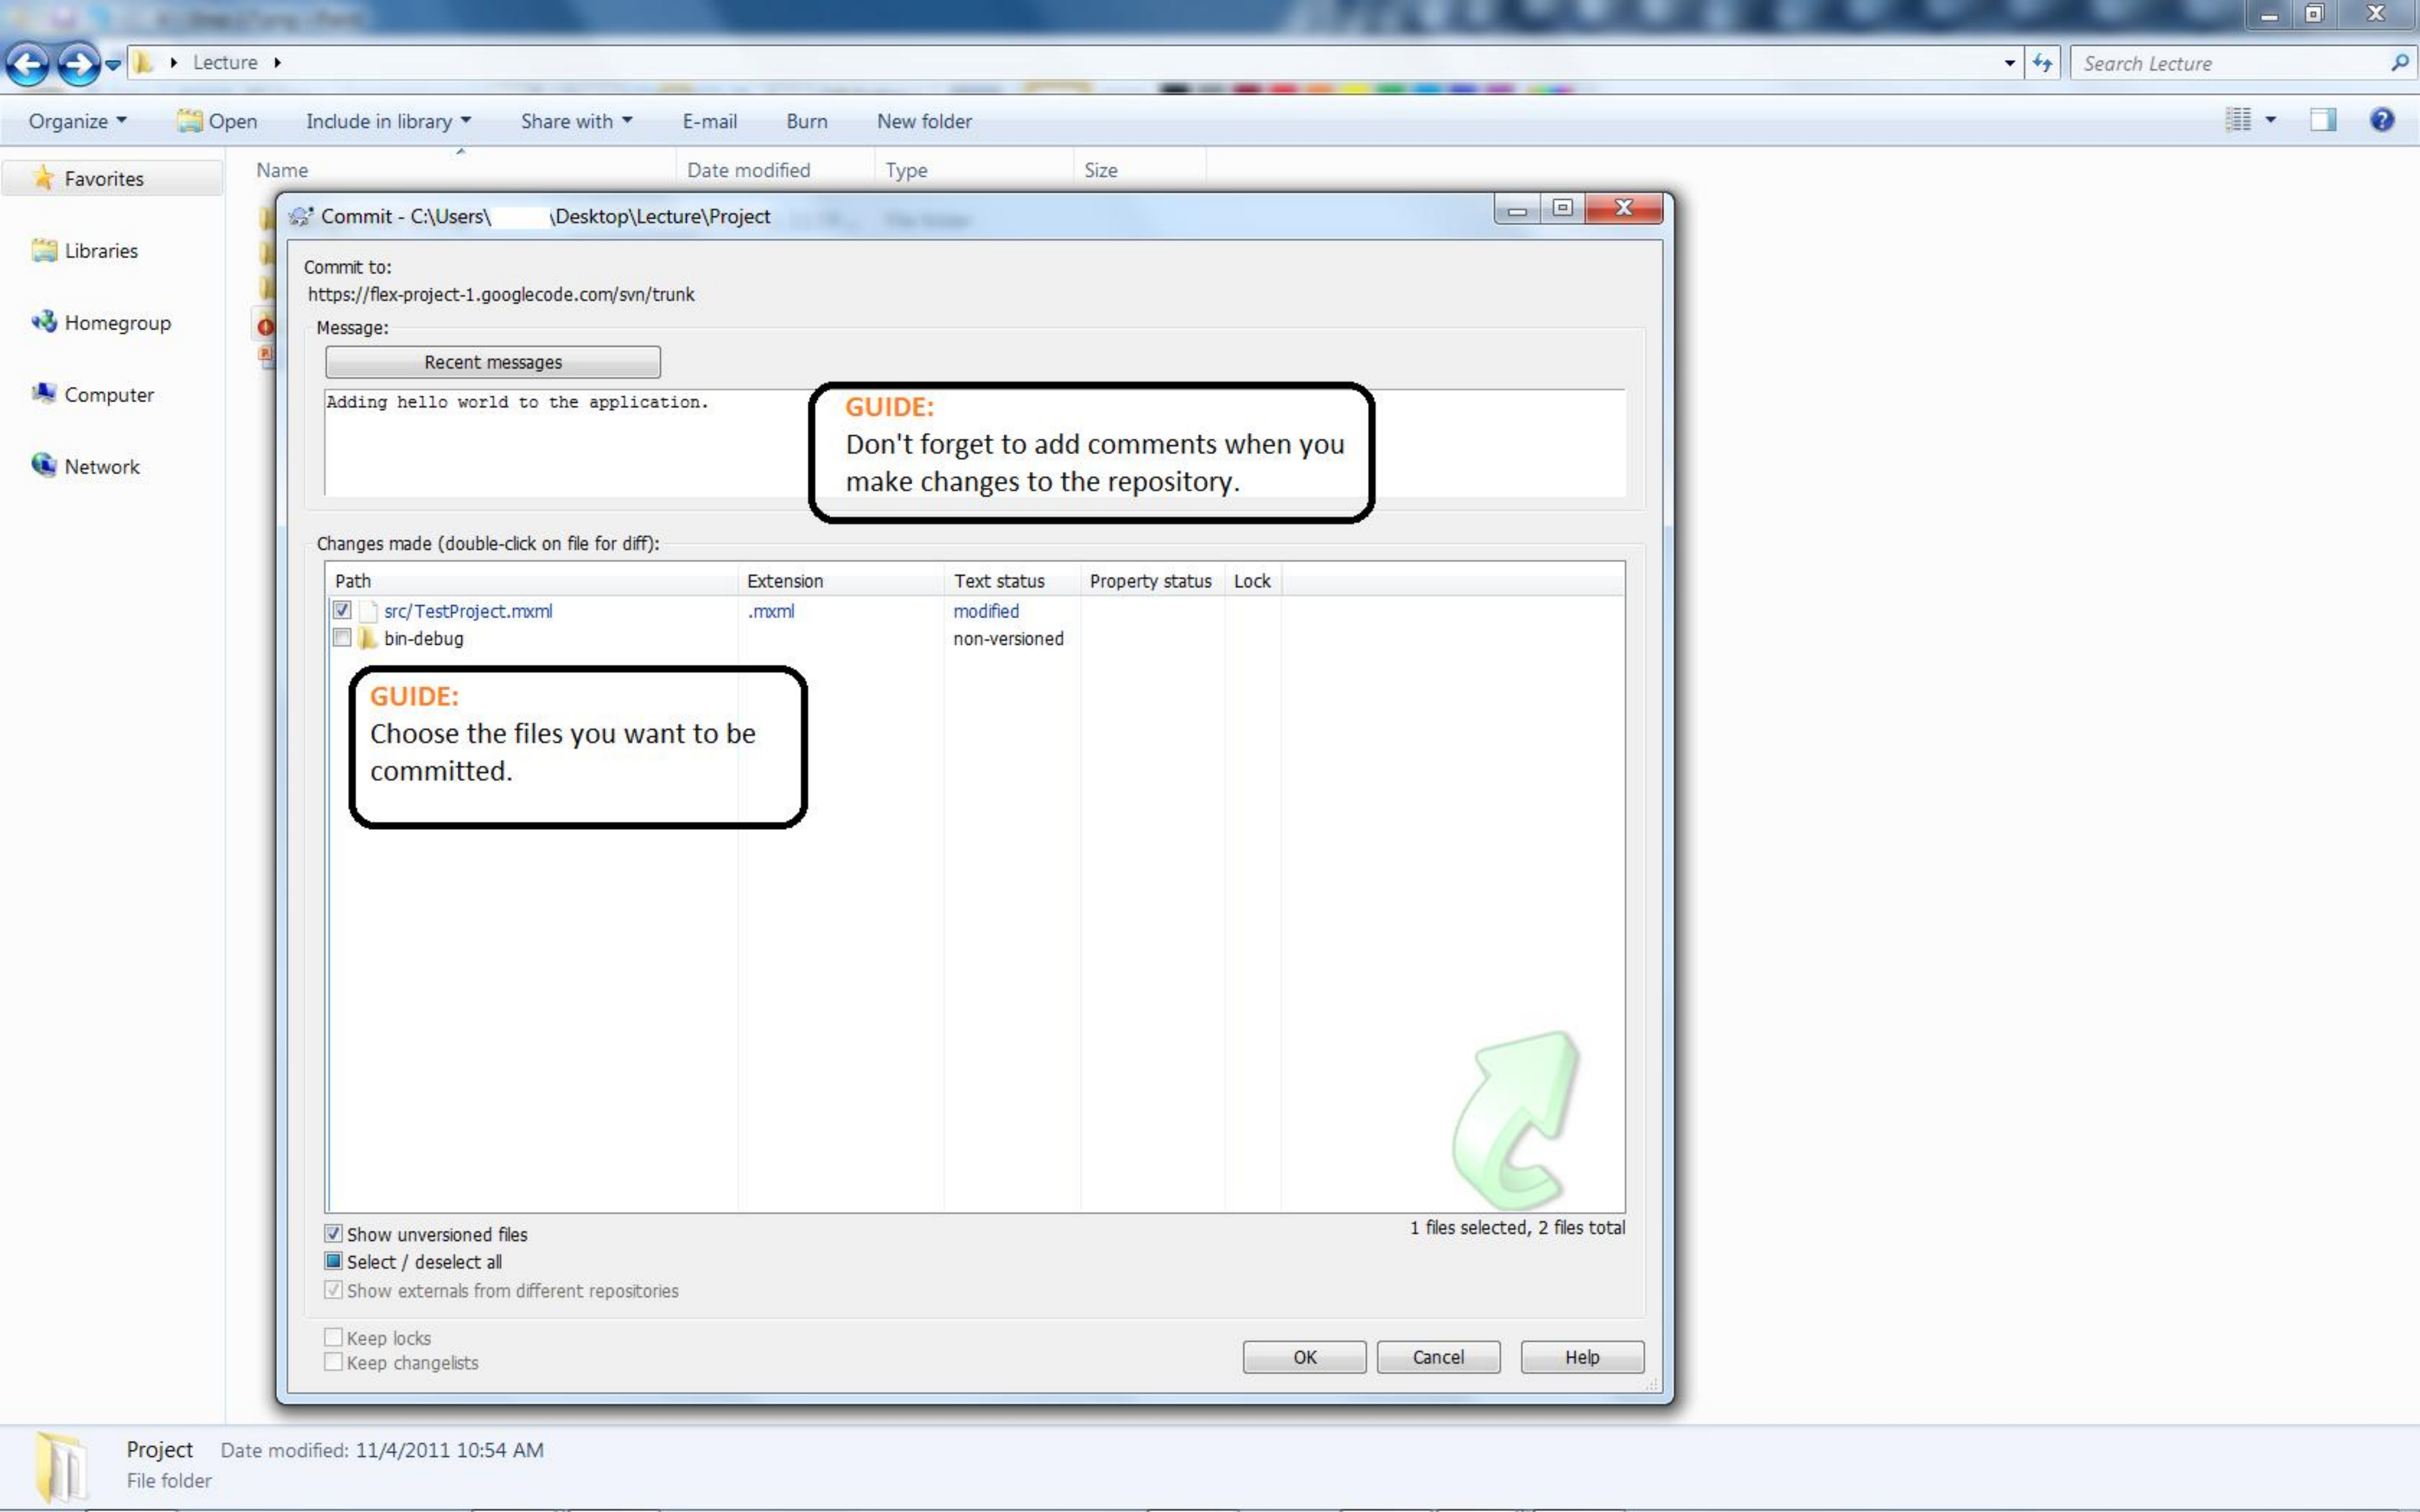 Lecture
Search Lecture
Organize Open Include in library Share with E-mail Burn New folder
Name Date modified Type Size
Favorites
Libraries
Homegroup
Computer
Network
Commit - C:\Users\ \Desktop\Lecture\Project
Commit to:
https://flex-project-1.googlecode.com/svn/trunk
Message:
Recent messages
Adding hello world to the application.
GUIDE:
Don't forget to add comments when you
make changes to the repository.
Changes made (double-click on file for diff):
Path Extension Text status Property status Lock
src/TestProject.mxml .mxml modified
bin-debug non-versioned
GUIDE:
Choose the files you want to be
committed.
1 files selected, 2 files total
Show unversioned files
Select / deselect all
Show externals from different repositories
Keep locks
Keep changelists
OK Cancel Help
Project Date modified: 11/4/2011 10:54 AM
File folder